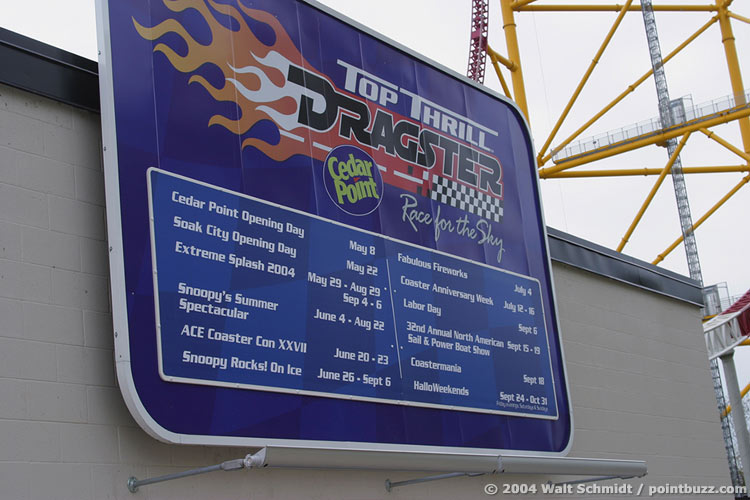 TOP THRILL
DRAGSTER
Cedar Point
Race for the Sky
Cedar Point Opening Day May 8
Soak City Opening Day May 22
Extreme Splash 2004 May 29 - Aug 29
Sep 4 - 6
Snoopy's Summer
Spectacular June 4 - Aug 22
ACE Coaster Con XXVII June 20 - 23
Snoopy Rocks! On Ice June 26 - Sept 6
Fabulous Fireworks July 4
Coaster Anniversary Week July 12 - 16
Labor Day Sept 6
32nd Annual North American
Sail & Power Boat Show Sept 15 - 19
Coastermania Sept 18
HalloWeekends Sept 24 - Oct 31
© 2004 Walt Schmidt / pointbuzz.com